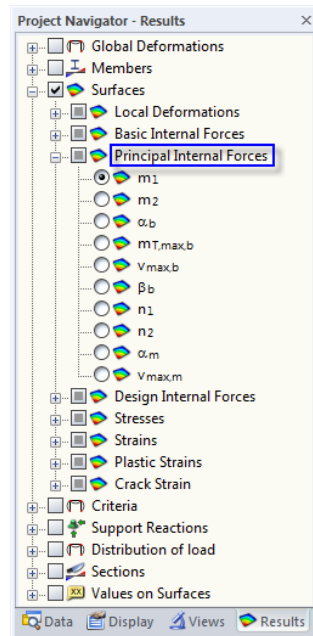 Project Navigator - Results
Global Deformations
Members
Surfaces
Local Deformations
Basic Internal Forces
Principal Internal Forces
m1
m2
αb
mT,max,b
vmax,b
βb
n1
n2
αm
vmax,m
Design Internal Forces
Stresses
Strains
Plastic Strains
Crack Strain
Criteria
Support Reactions
Distribution of load
Sections
xx Values on Surfaces
Data Display Views Results